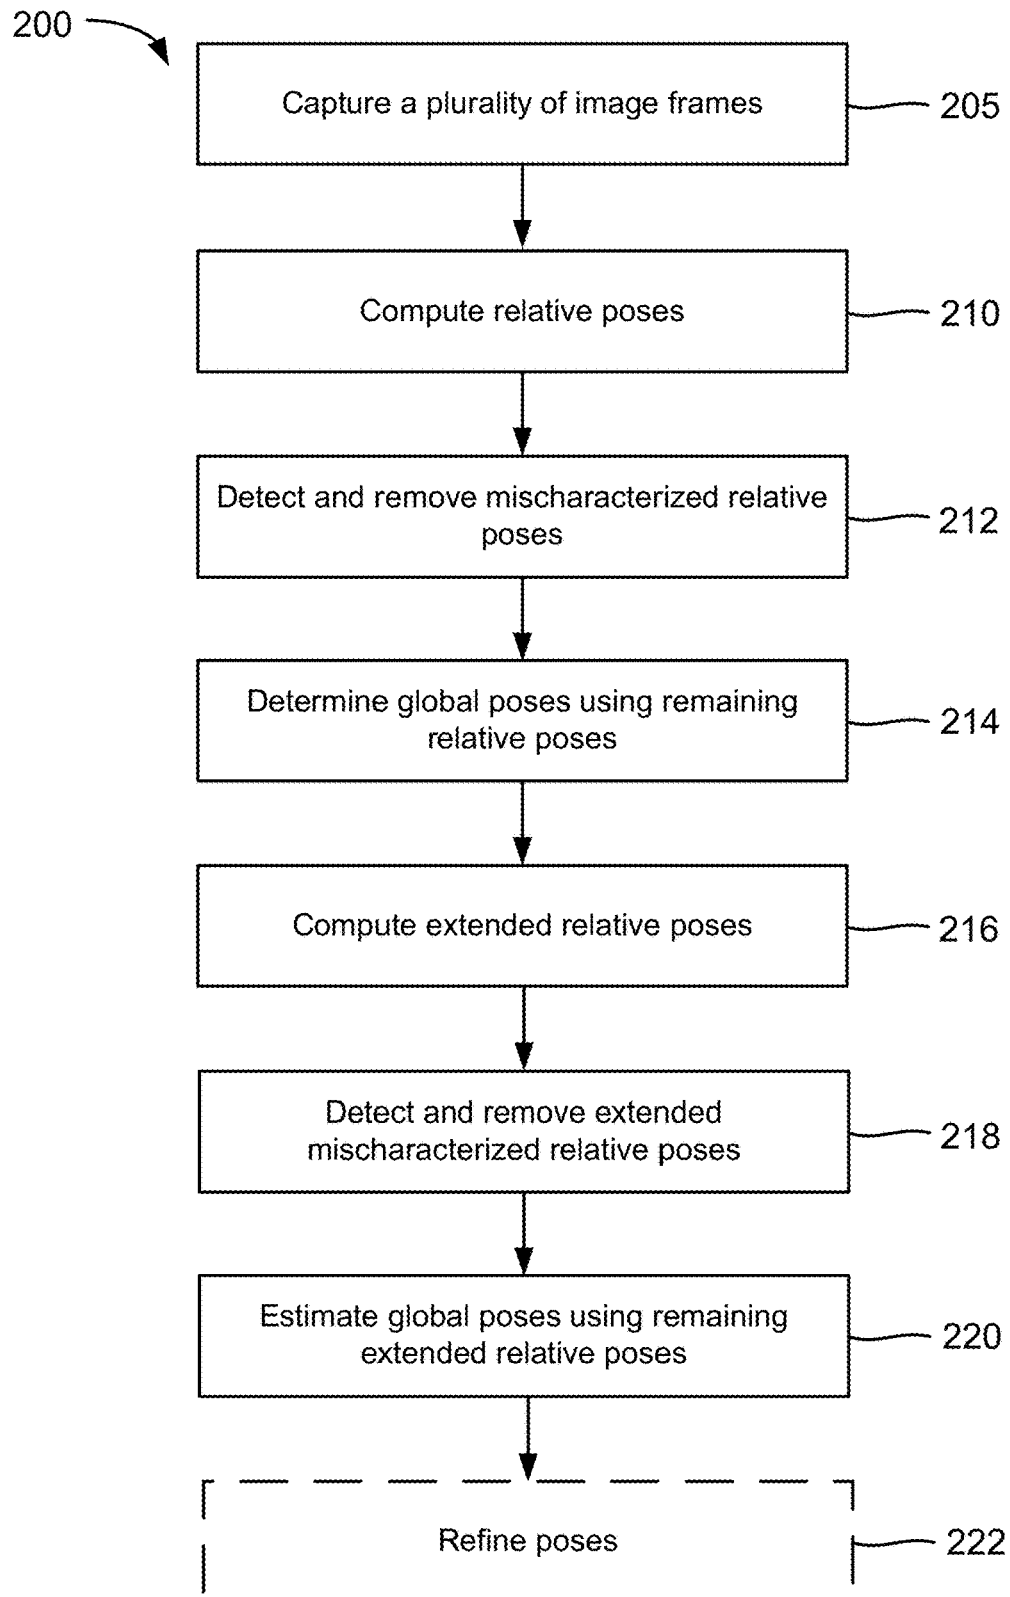 200
Capture a plurality of image frames
205
Compute relative poses
210
Detect and remove mischaracterized relative
poses
212
Determine global poses using remaining
relative poses
214
Compute extended relative poses
216
Detect and remove extended
mischaracterized relative poses
218
Estimate global poses using remaining
extended relative poses
220
Refine poses
222